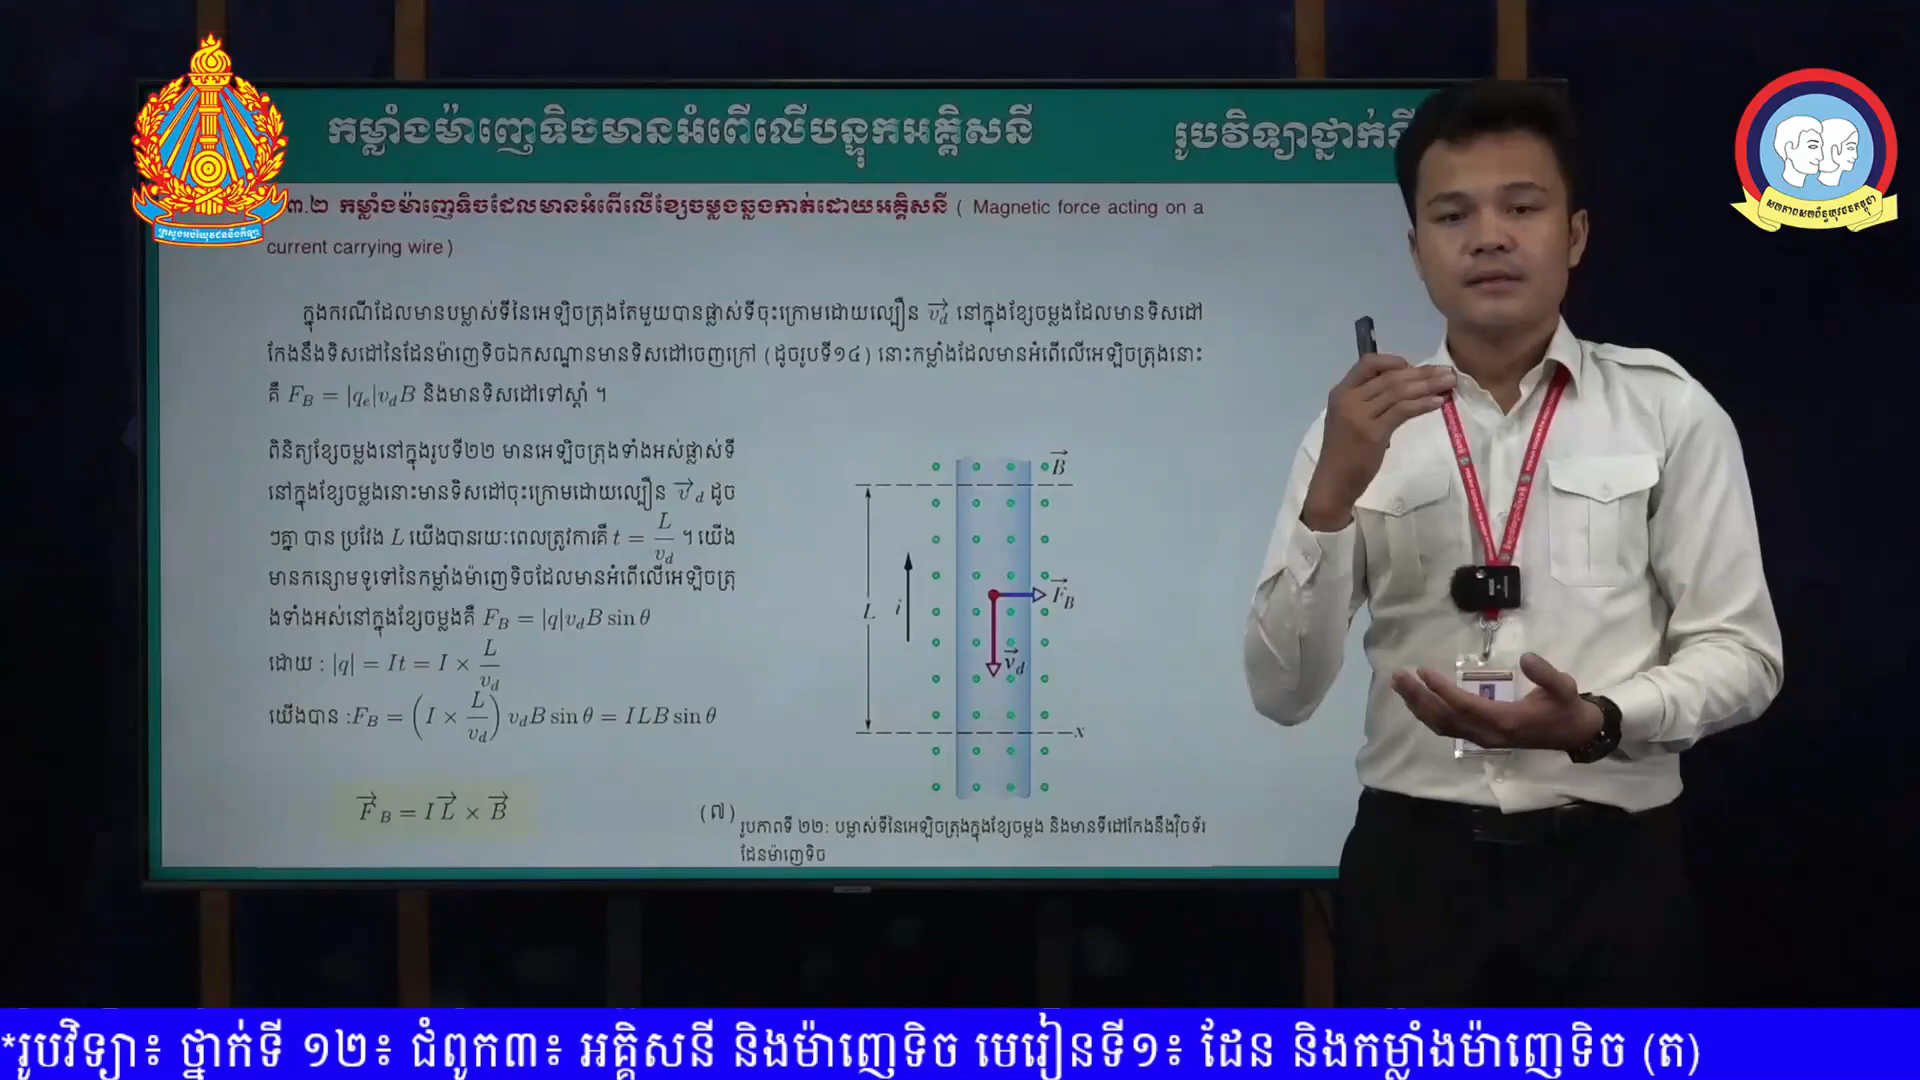 កម្លាំងម៉ាញេទិចមានអំពើលើបន្ទុកអគ្គិសនី
រូបវិទ្យាថ្នាក់ទី
៣.២ កម្លាំងម៉ាញេទិចដែលមានអំពើលើខ្សែចម្លងឆ្លងកាត់ដោយអគ្គិសនី ( Magnetic force acting on a
current carrying wire )
ក្នុងករណីដែលមានបម្លាស់ទីនៃអេឡិចត្រុងតែមួយបានផ្លាស់ទីចុះក្រោមដោយល្បឿន \vec{v_d} នៅក្នុងខ្សែចម្លងដែលមានទិសដៅ
កែងនឹងទិសដៅនៃដែនម៉ាញេទិចឯកសណ្ឋានមានទិសដៅចេញក្រៅ (ដូចរូបទី១៤) នោះកម្លាំងដែលមានអំពើលើអេឡិចត្រុងនោះ
គឺ F_B = |q_e|v_d B និងមានទិសដៅទៅស្តាំ ។
ពិនិត្យខ្សែចម្លងនៅក្នុងរូបទី២២ មានអេឡិចត្រុងទាំងអស់ផ្លាស់ទី
នៅក្នុងខ្សែចម្លងនោះមានទិសដៅចុះក្រោមដោយល្បឿន \vec{v}_d ដូច
ៗគ្នា បាន ប្រវែង L យើងបានរយៈពេលត្រូវការគឺ t = L/v_d ។ យើង
មានកន្សោមទូទៅនៃកម្លាំងម៉ាញេទិចដែលមានអំពើលើអេឡិចត្រុ
ងទាំងអស់នៅក្នុងខ្សែចម្លងគឺ F_B = |q|v_d B sin θ
ដោយ : |q| = It = I × L/v_d
យើងបាន :F_B = (I × L/v_d) v_d B sin θ = ILB sin θ
\vec{F}_B = I\vec{L} × \vec{B}
(៧)
\vec{B}
L
i
\vec{F}_B
\vec{v}_d
x
រូបភាពទី ២២: បម្លាស់ទីនៃអេឡិចត្រុងក្នុងខ្សែចម្លង និងមានទីដៅកែងនឹងវ៉ិចទ័រ
ដែនម៉ាញេទិច
ក្រសួងអប់រំយុវជននិងកីឡា
*រូបវិទ្យា៖ ថ្នាក់ទី ១២៖ ជំពូក៣៖ អគ្គិសនី និងម៉ាញេទិច មេរៀនទី១៖ ដែន និងកម្លាំងម៉ាញេទិច (ត)